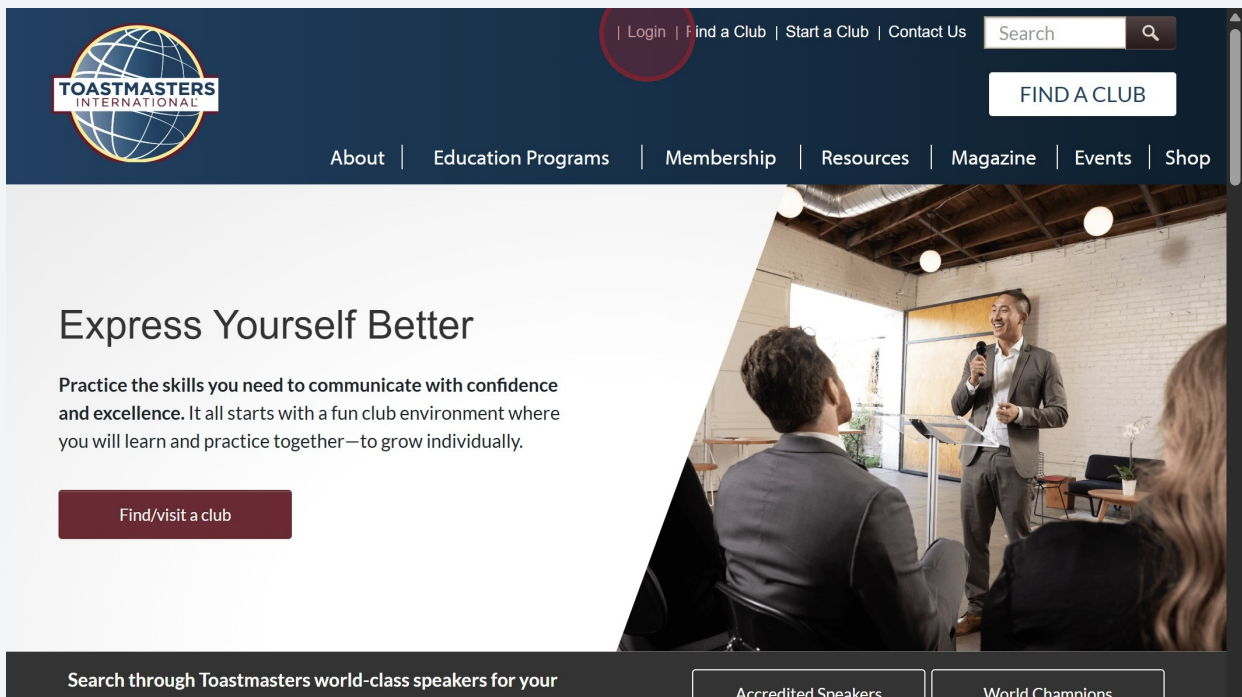 TOASTMASTERS
INTERNATIONAL
| Login | Find a Club | Start a Club | Contact Us
Search
FIND A CLUB
About | Education Programs | Membership | Resources | Magazine | Events | Shop
Express Yourself Better
Practice the skills you need to communicate with confidence
and excellence. It all starts with a fun club environment where
you will learn and practice together—to grow individually.
Find/visit a club
Search through Toastmasters world-class speakers for your
Accredited Speakers
World Champions